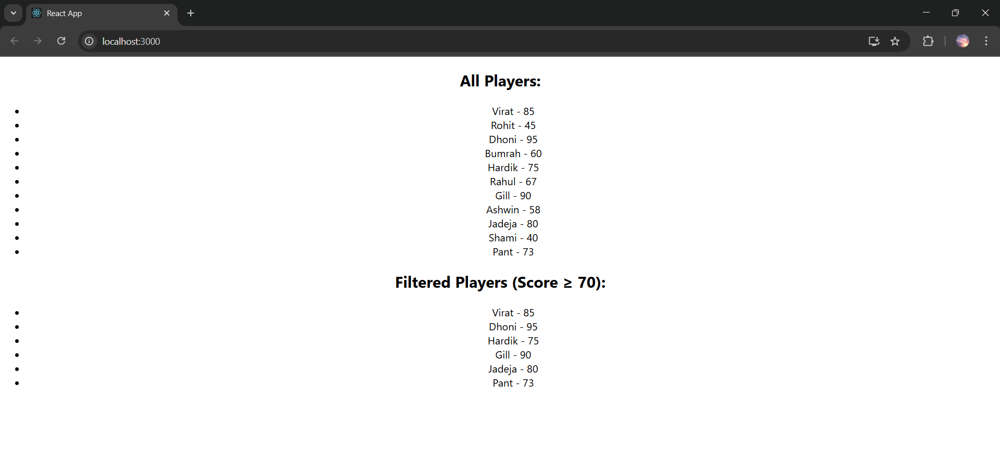 React App
localhost:3000
All Players:
Virat - 85
Rohit - 45
Dhoni - 95
Bumrah - 60
Hardik - 75
Rahul - 67
Gill - 90
Ashwin - 58
Jadeja - 80
Shami - 40
Pant - 73
Filtered Players (Score ≥ 70):
Virat - 85
Dhoni - 95
Hardik - 75
Gill - 90
Jadeja - 80
Pant - 73